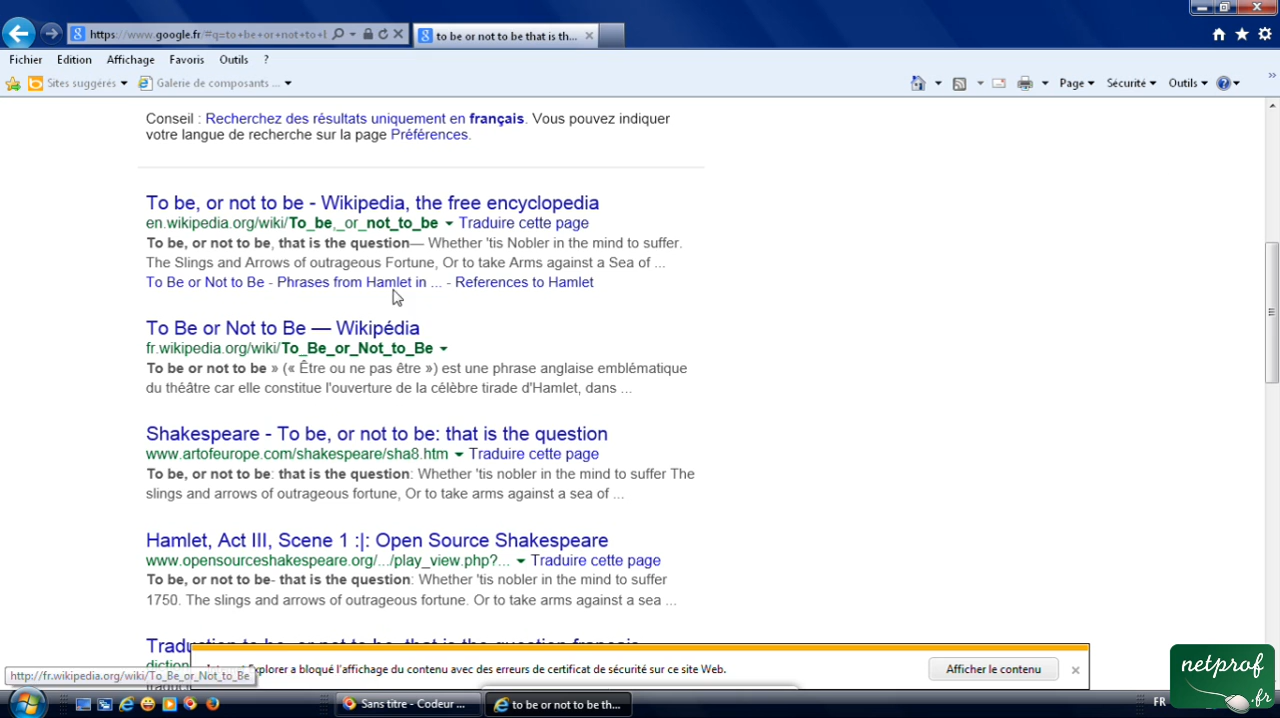 https://www.google.fr/#q=to+be+or+not+to+l
to be or not to be that is th...
Fichier Edition Affichage Favoris Outils ?
Sites suggérés Galerie de composants ...
Page Sécurité Outils
Conseil : Recherchez des résultats uniquement en français. Vous pouvez indiquer
votre langue de recherche sur la page Préférences.
To be, or not to be - Wikipedia, the free encyclopedia
en.wikipedia.org/wiki/To_be,_or_not_to_be Traduire cette page
To be, or not to be, that is the question— Whether 'tis Nobler in the mind to suffer.
The Slings and Arrows of outrageous Fortune, Or to take Arms against a Sea of ...
To Be or Not to Be - Phrases from Hamlet in ... - References to Hamlet
To Be or Not to Be — Wikipédia
fr.wikipedia.org/wiki/To_Be_or_Not_to_Be
To be or not to be » (« Être ou ne pas être ») est une phrase anglaise emblématique
du théâtre car elle constitue l'ouverture de la célèbre tirade d'Hamlet, dans ...
Shakespeare - To be, or not to be: that is the question
www.artofeurope.com/shakespeare/sha8.htm Traduire cette page
To be, or not to be: that is the question: Whether 'tis nobler in the mind to suffer The
slings and arrows of outrageous fortune, Or to take arms against a sea of ...
Hamlet, Act III, Scene 1 :|: Open Source Shakespeare
www.opensourceshakespeare.org/.../play_view.php?... Traduire cette page
To be, or not to be- that is the question: Whether 'tis nobler in the mind to suffer
1750. The slings and arrows of outrageous fortune. Or to take arms against a sea ...
Traduction to be, or not to be, that is the question français
diction
Explorer a bloqué l'affichage du contenu avec des erreurs de certificat de sécurité sur ce site Web.
Afficher le contenu
http://fr.wikipedia.org/wiki/To_Be_or_Not_to_Be
Sans titre - Codeur ...
to be or not to be th...
FR
netprof
.fr